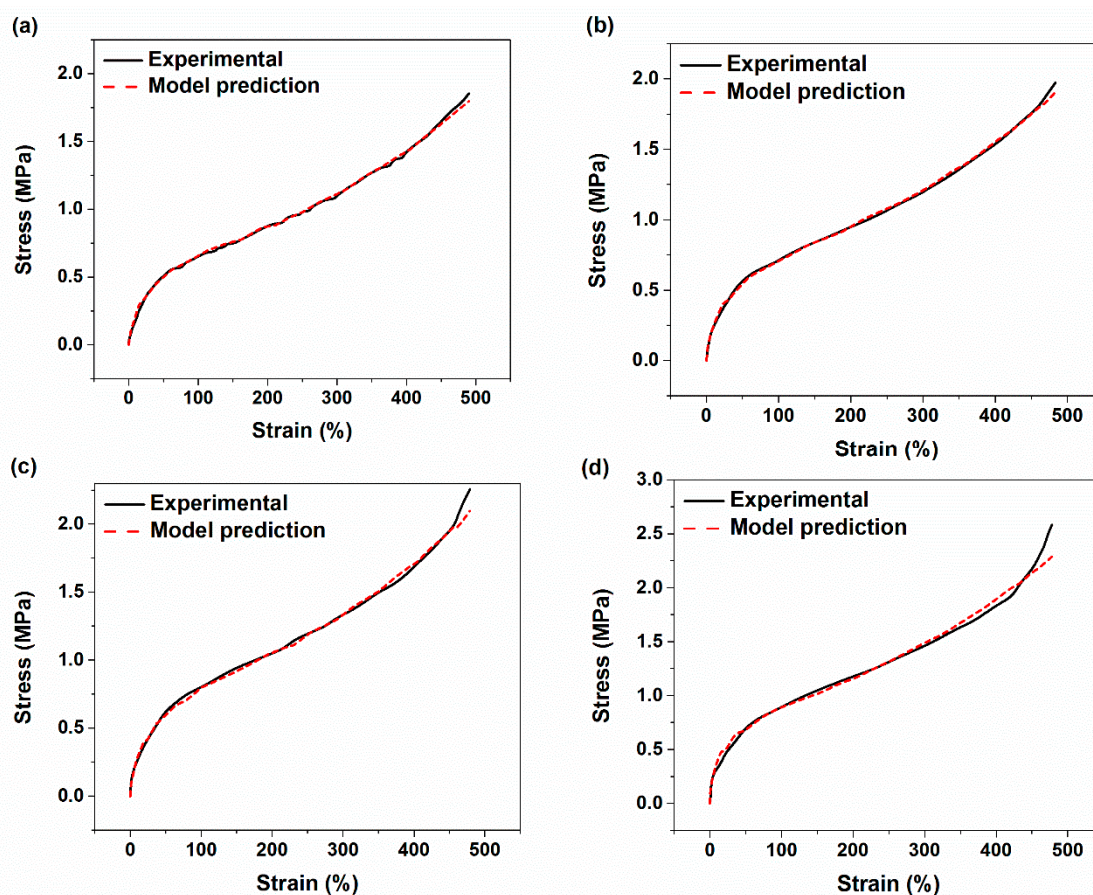 (a)
Experimental
Model prediction
2.0
1.5
1.0
0.5
0.0
Stress (MPa)
0 100 200 300 400 500
Strain (%)
(b)
Experimental
Model prediction
2.0
1.5
1.0
0.5
0.0
Stress (MPa)
0 100 200 300 400 500
Strain (%)
(c)
Experimental
Model prediction
2.0
1.5
1.0
0.5
0.0
Stress (MPa)
0 100 200 300 400 500
Strain (%)
(d)
Experimental
Model prediction
3.0
2.5
2.0
1.5
1.0
0.5
0.0
Stress (MPa)
0 100 200 300 400 500
Strain (%)